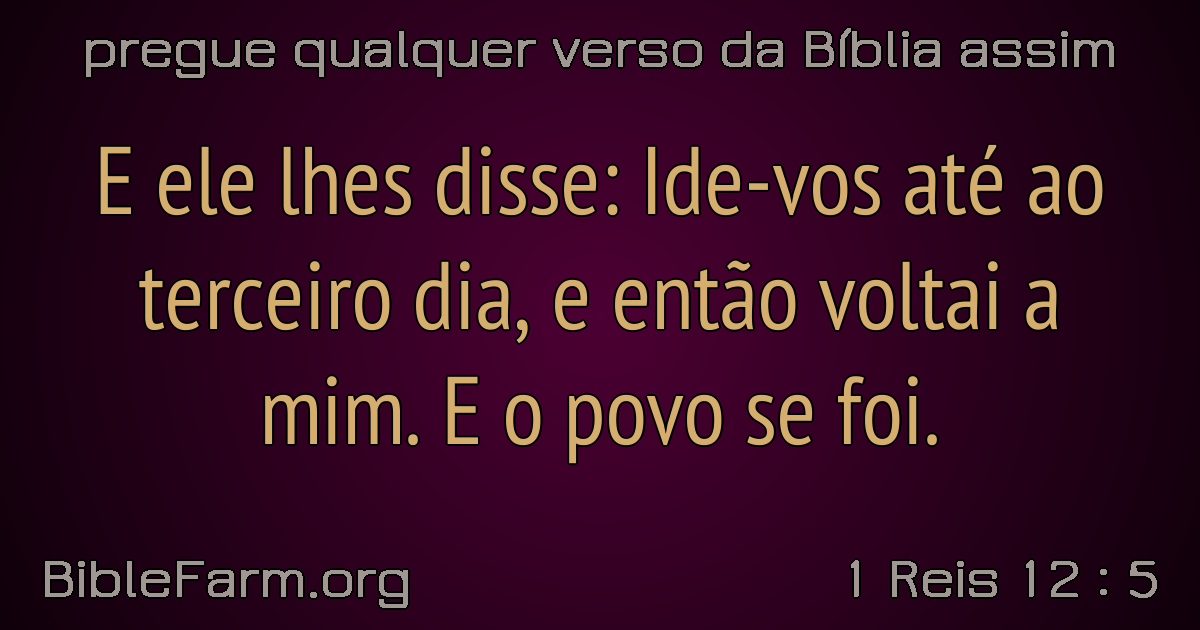 pregue qualquer verso da Bíblia assim
E ele lhes disse: Ide-vos até ao
terceiro dia, e então voltai a
mim. E o povo se foi.
BibleFarm.org
1 Reis 12 : 5